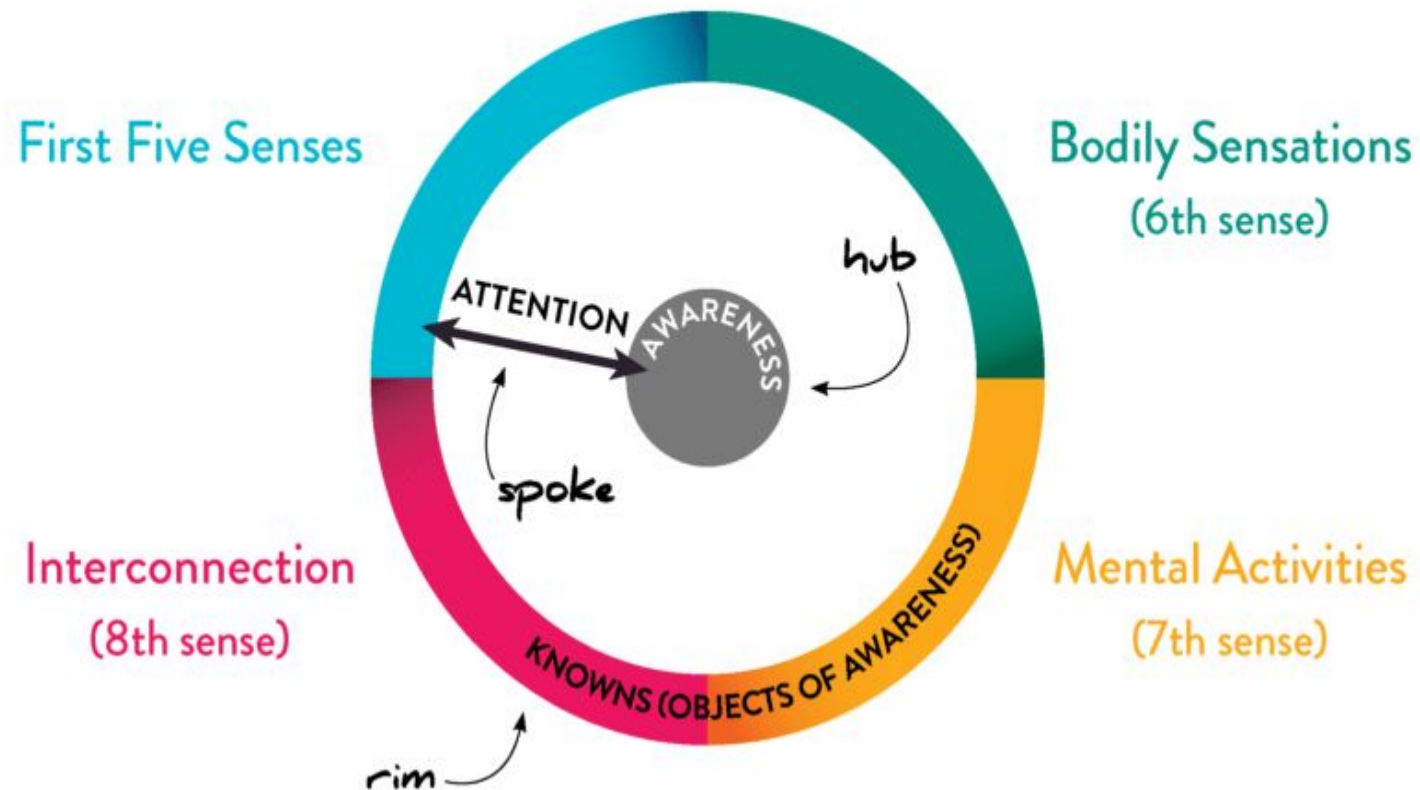 First Five Senses
Bodily Sensations
(6th sense)
hub
ATTENTION
AWARENESS
spoke
Interconnection
(8th sense)
Mental Activities
(7th sense)
KNOWNS (OBJECTS OF AWARENESS)
rim